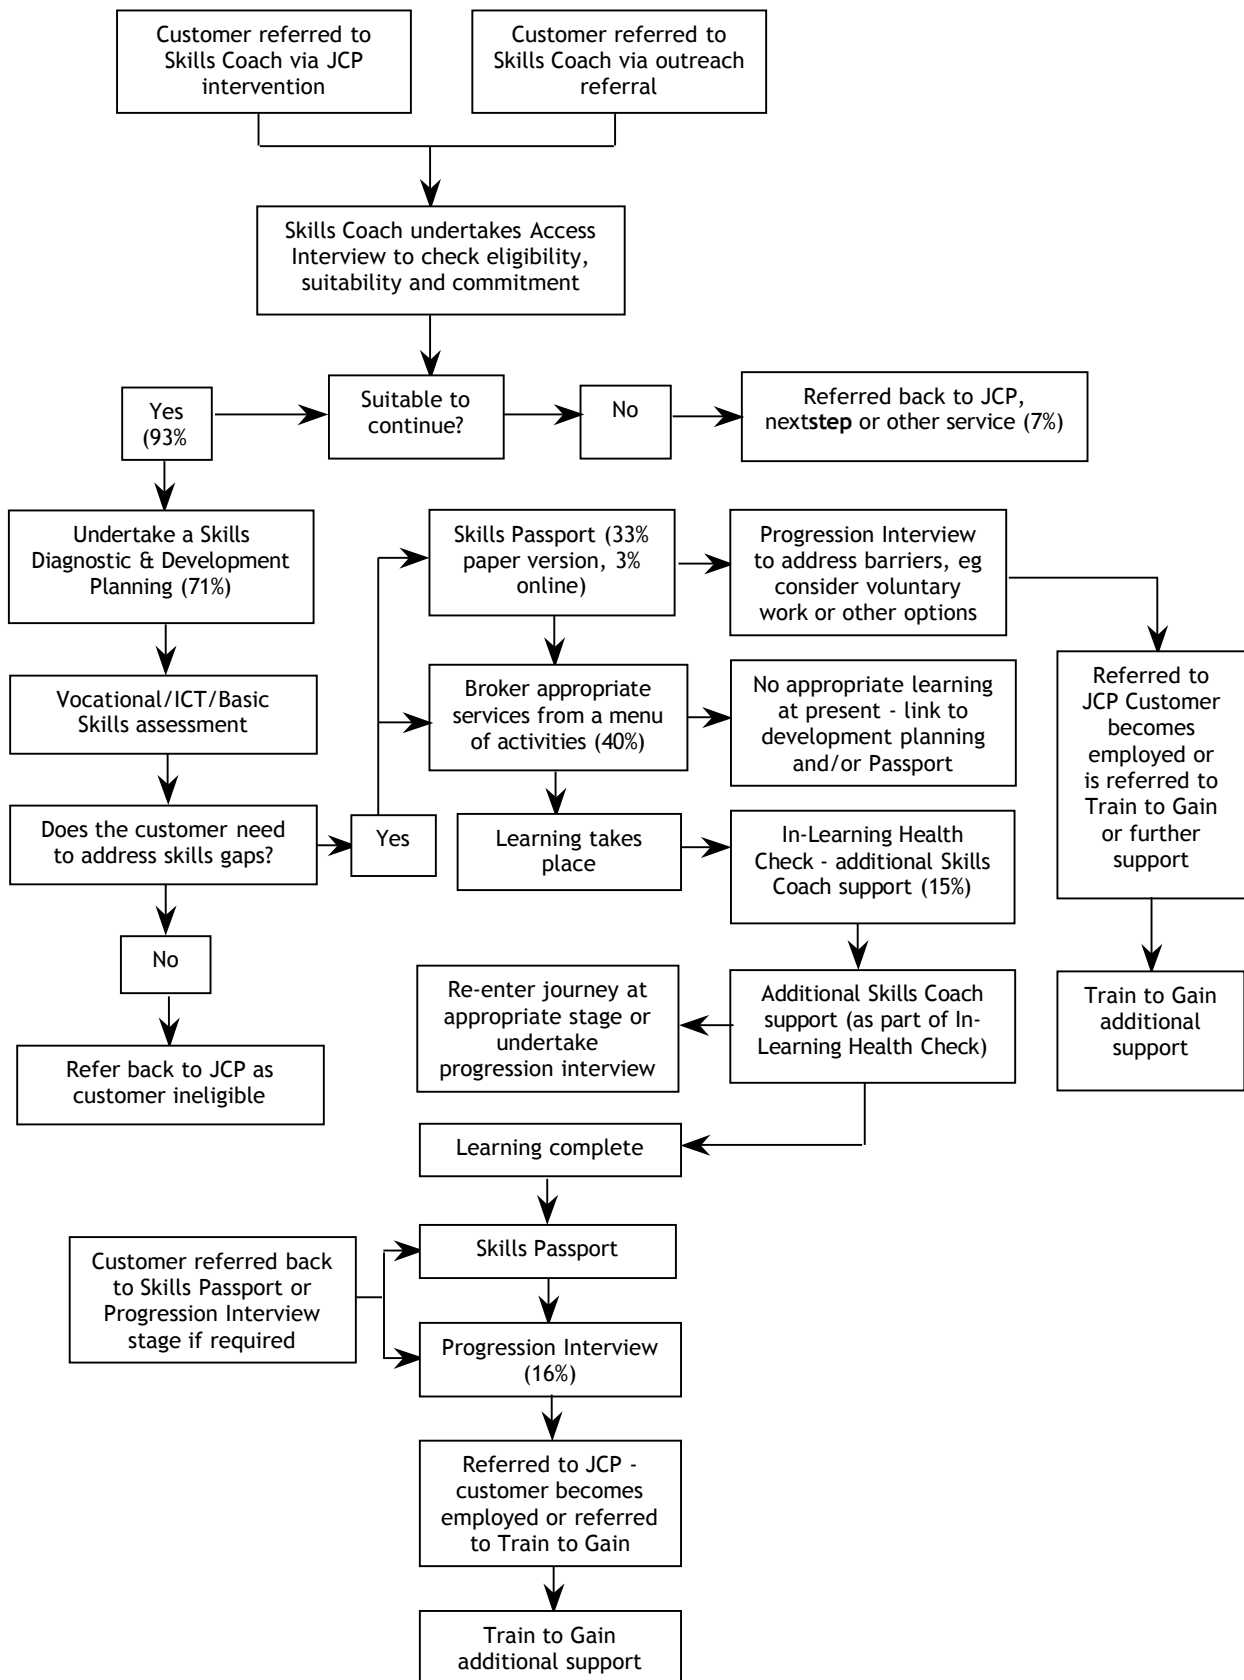 Customer referred to
Skills Coach via JCP
intervention
Customer referred to
Skills Coach via outreach
referral
Skills Coach undertakes Access
Interview to check eligibility,
suitability and commitment
Yes
(93%
Suitable to
continue?
No
Referred back to JCP,
nextstep or other service (7%)
Undertake a Skills
Diagnostic & Development
Planning (71%)
Skills Passport (33%
paper version, 3%
online)
Progression Interview
to address barriers, eg
consider voluntary
work or other options
Vocational/ICT/Basic
Skills assessment
Broker appropriate
services from a menu
of activities (40%)
No appropriate learning
at present - link to
development planning
and/or Passport
Referred to
JCP Customer
becomes
employed or
is referred to
Train to Gain
or further
support
Does the customer need
to address skills gaps?
Yes
Learning takes
place
In-Learning Health
Check - additional Skills
Coach support (15%)
No
Re-enter journey at
appropriate stage or
undertake
progression interview
Additional Skills Coach
support (as part of In-
Learning Health Check)
Train to Gain
additional
support
Refer back to JCP as
customer ineligible
Learning complete
Skills Passport
Customer referred back
to Skills Passport or
Progression Interview
stage if required
Progression Interview
(16%)
Referred to JCP -
customer becomes
employed or referred
to Train to Gain
Train to Gain
additional support